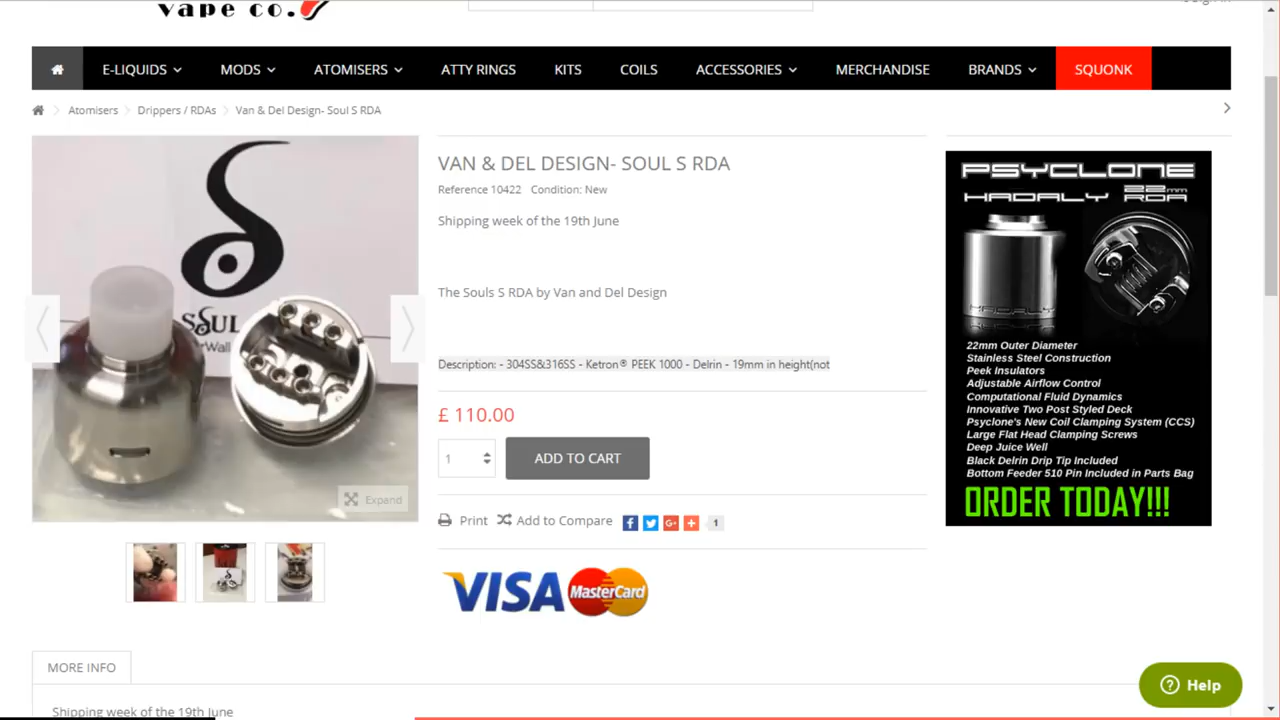 vape co.
E-LIQUIDS MODS ATOMISERS ATTY RINGS KITS COILS ACCESSORIES MERCHANDISE BRANDS SQUONK
Atomisers Drippers / RDAs Van & Del Design- Soul S RDA
VAN & DEL DESIGN- SOUL S RDA
Reference 10422 Condition: New
Shipping week of the 19th June
The Souls S RDA by Van and Del Design
Description: - 304SS&316SS - Ketron® PEEK 1000 - Delrin - 19mm in height(not
£ 110.00
1
ADD TO CART
Expand
Print Add to Compare 1
VISA MasterCard
PSYCLONE
HADALY 22mm RDA
HADALY
22mm Outer Diameter
Stainless Steel Construction
Peek Insulators
Adjustable Airflow Control
Computational Fluid Dynamics
Innovative Two Post Styled Deck
Psyclone's New Coil Clamping System (CCS)
Large Flat Head Clamping Screws
Deep Juice Well
Black Delrin Drip Tip Included
Bottom Feeder 510 Pin Included in Parts Bag
ORDER TODAY!!!
MORE INFO
Shipping week of the 19th June
Help